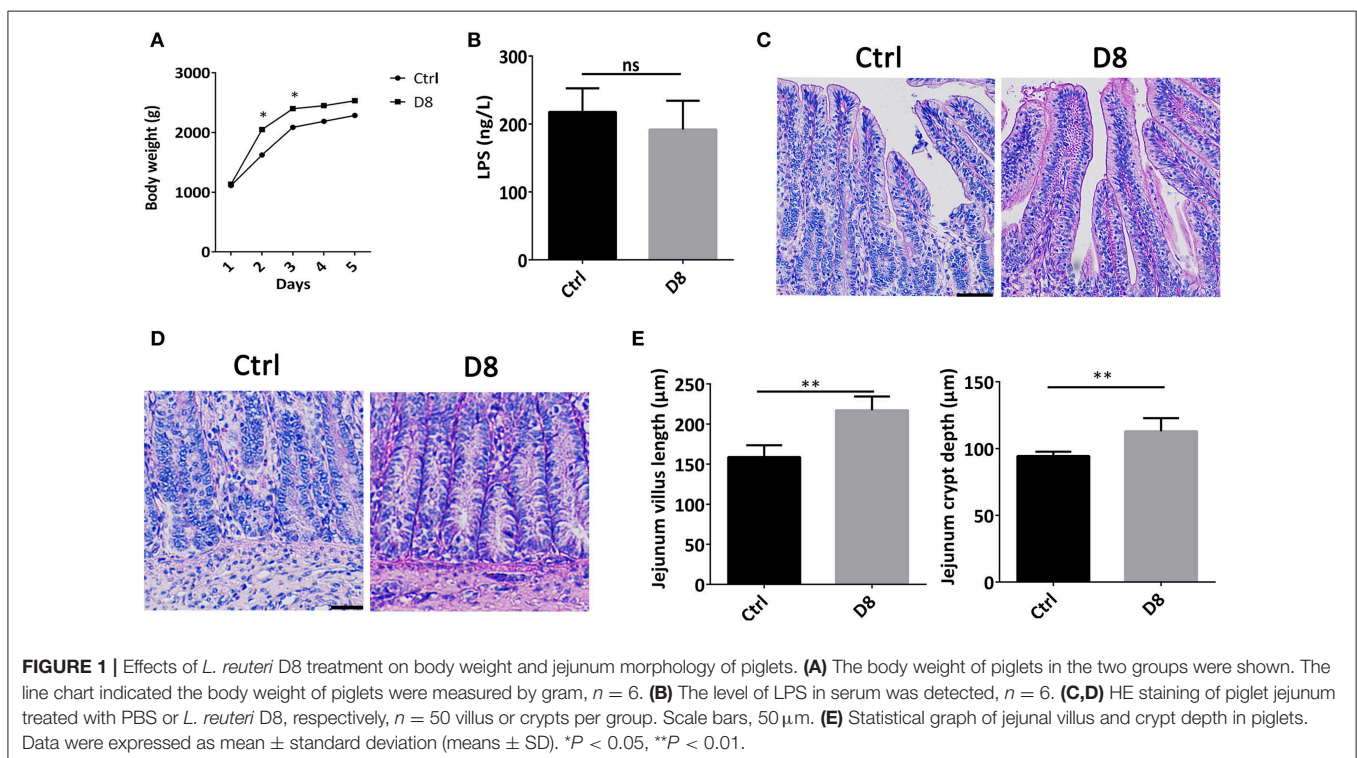 A
Body weight (g)
3000
2000
1000
0
1 2 3 4 5
Days
* *
Ctrl
D8
B
LPS (ng/L)
300
200
100
0
ns
Ctrl D8
C
Ctrl D8
D
Ctrl D8
E
Jejunum villus length (μm)
250
200
150
100
50
0
**
Ctrl D8
Jejunum crypt depth (μm)
150
100
50
0
**
Ctrl D8
FIGURE 1 | Effects of L. reuteri D8 treatment on body weight and jejunum morphology of piglets. (A) The body weight of piglets in the two groups were shown. The
line chart indicated the body weight of piglets were measured by gram, n = 6. (B) The level of LPS in serum was detected, n = 6. (C,D) HE staining of piglet jejunum
treated with PBS or L. reuteri D8, respectively, n = 50 villus or crypts per group. Scale bars, 50 μm. (E) Statistical graph of jejunal villus and crypt depth in piglets.
Data were expressed as mean ± standard deviation (means ± SD). *P < 0.05, **P < 0.01.